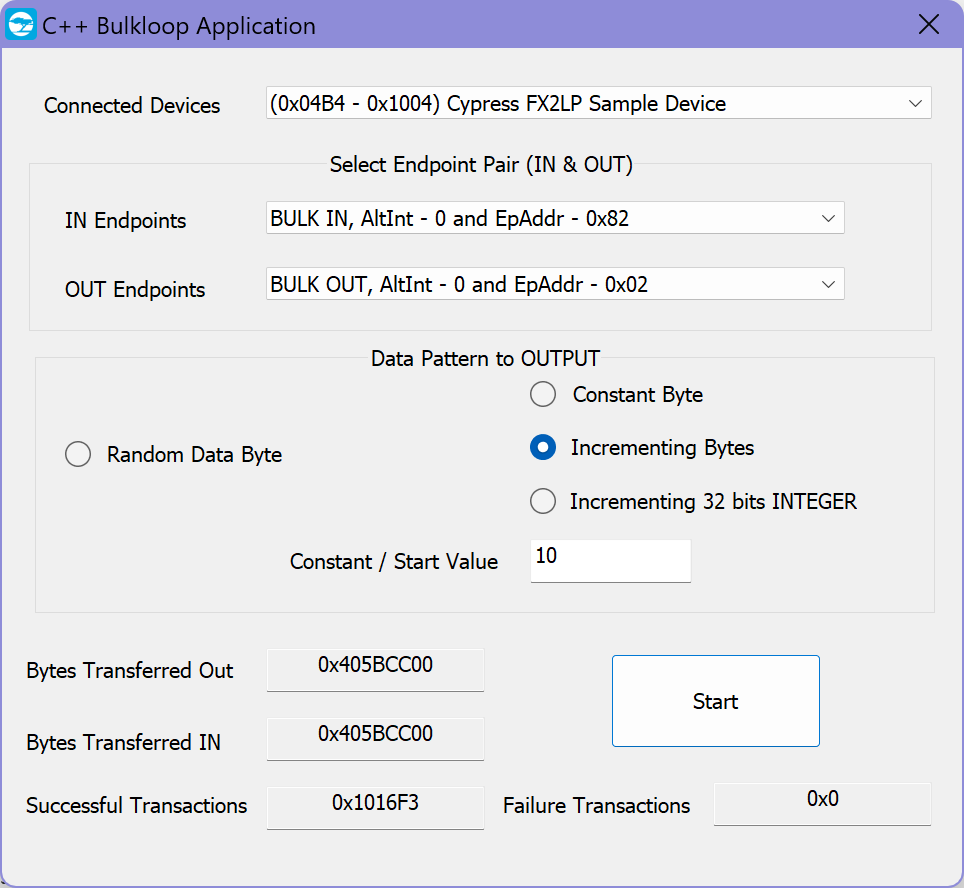 C++ Bulkloop Application
Connected Devices
(0x04B4 - 0x1004) Cypress FX2LP Sample Device
Select Endpoint Pair (IN & OUT)
IN Endpoints
BULK IN, AltInt - 0 and EpAddr - 0x82
OUT Endpoints
BULK OUT, AltInt - 0 and EpAddr - 0x02
Data Pattern to OUTPUT
Constant Byte
Random Data Byte
Incrementing Bytes
Incrementing 32 bits INTEGER
Constant / Start Value
10
Bytes Transferred Out
0x405BCC00
Start
Bytes Transferred IN
0x405BCC00
Successful Transactions
0x1016F3
Failure Transactions
0x0